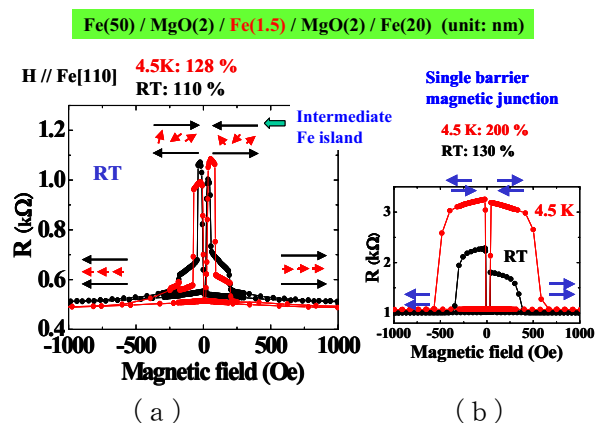 Fe(50) / MgO(2) / Fe(1.5) / MgO(2) / Fe(20) (unit: nm)
H // Fe[110]
4.5K: 128 %
RT: 110 %
Intermediate
Fe island
RT
1.2
1.0
0.8
0.6
0.4
R (kΩ)
-1000 -500 0 500 1000
Magnetic field (Oe)
( a )
Single barrier
magnetic junction
4.5 K: 200 %
RT: 130 %
4.5 K
RT
3
2
1
R (kΩ)
-1000 -500 0 500 1000
Magnetic field (Oe)
( b )